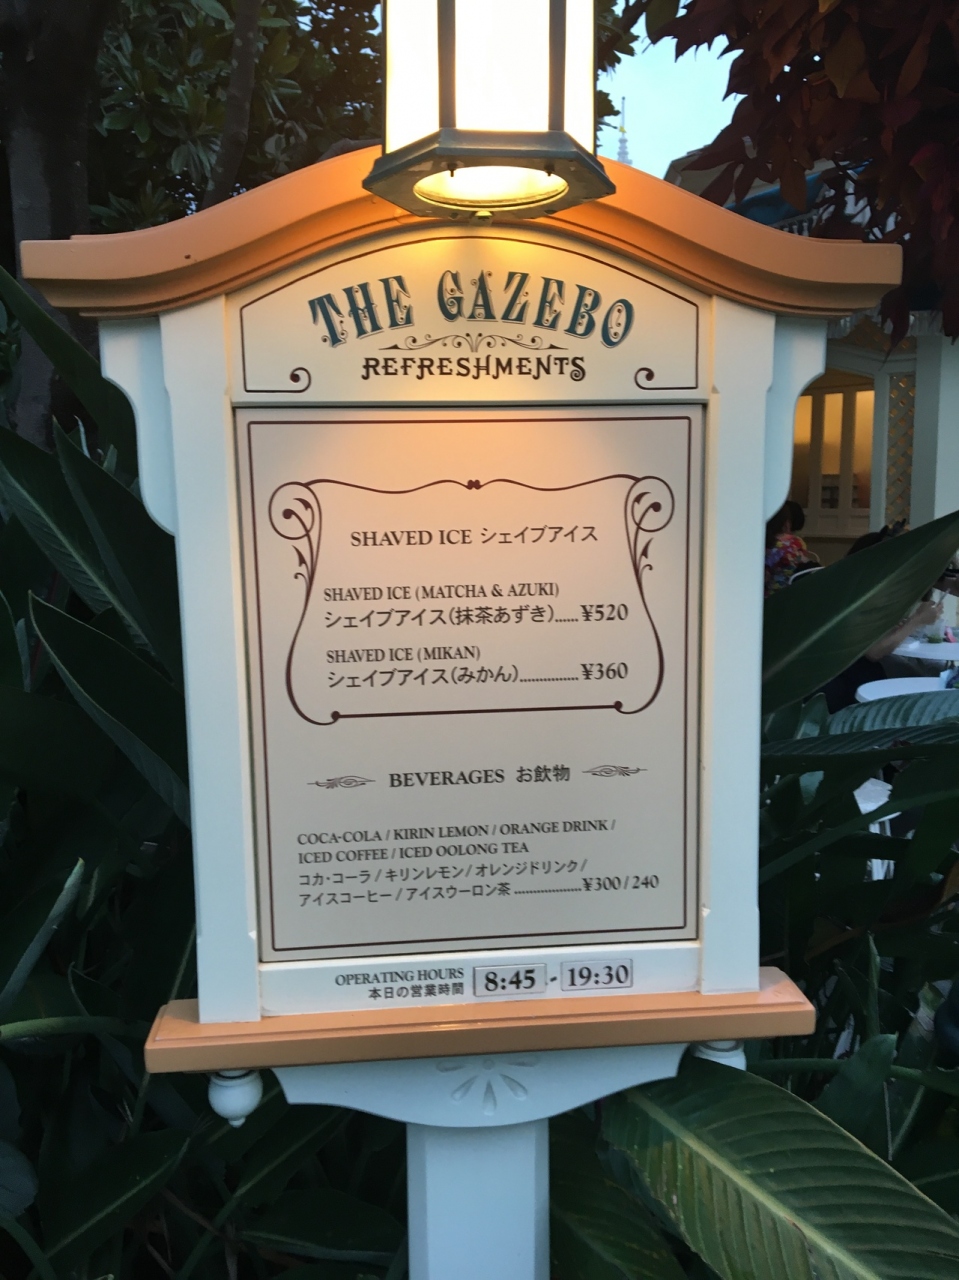 THE GAZEBO
REFRESHMENTS
SHAVED ICE シェイブアイス
SHAVED ICE (MATCHA & AZUKI)
シェイブアイス(抹茶あずき)......¥520
SHAVED ICE (MIKAN)
シェイブアイス(みかん)...............¥360
BEVERAGES お飲物
COCA-COLA / KIRIN LEMON / ORANGE DRINK /
ICED COFFEE / ICED OOLONG TEA
コカ・コーラ / キリンレモン / オレンジドリンク /
アイスコーヒー / アイスウーロン茶....................¥300 / 240
OPERATING HOURS 8:45 - 19:30
本日の営業時間